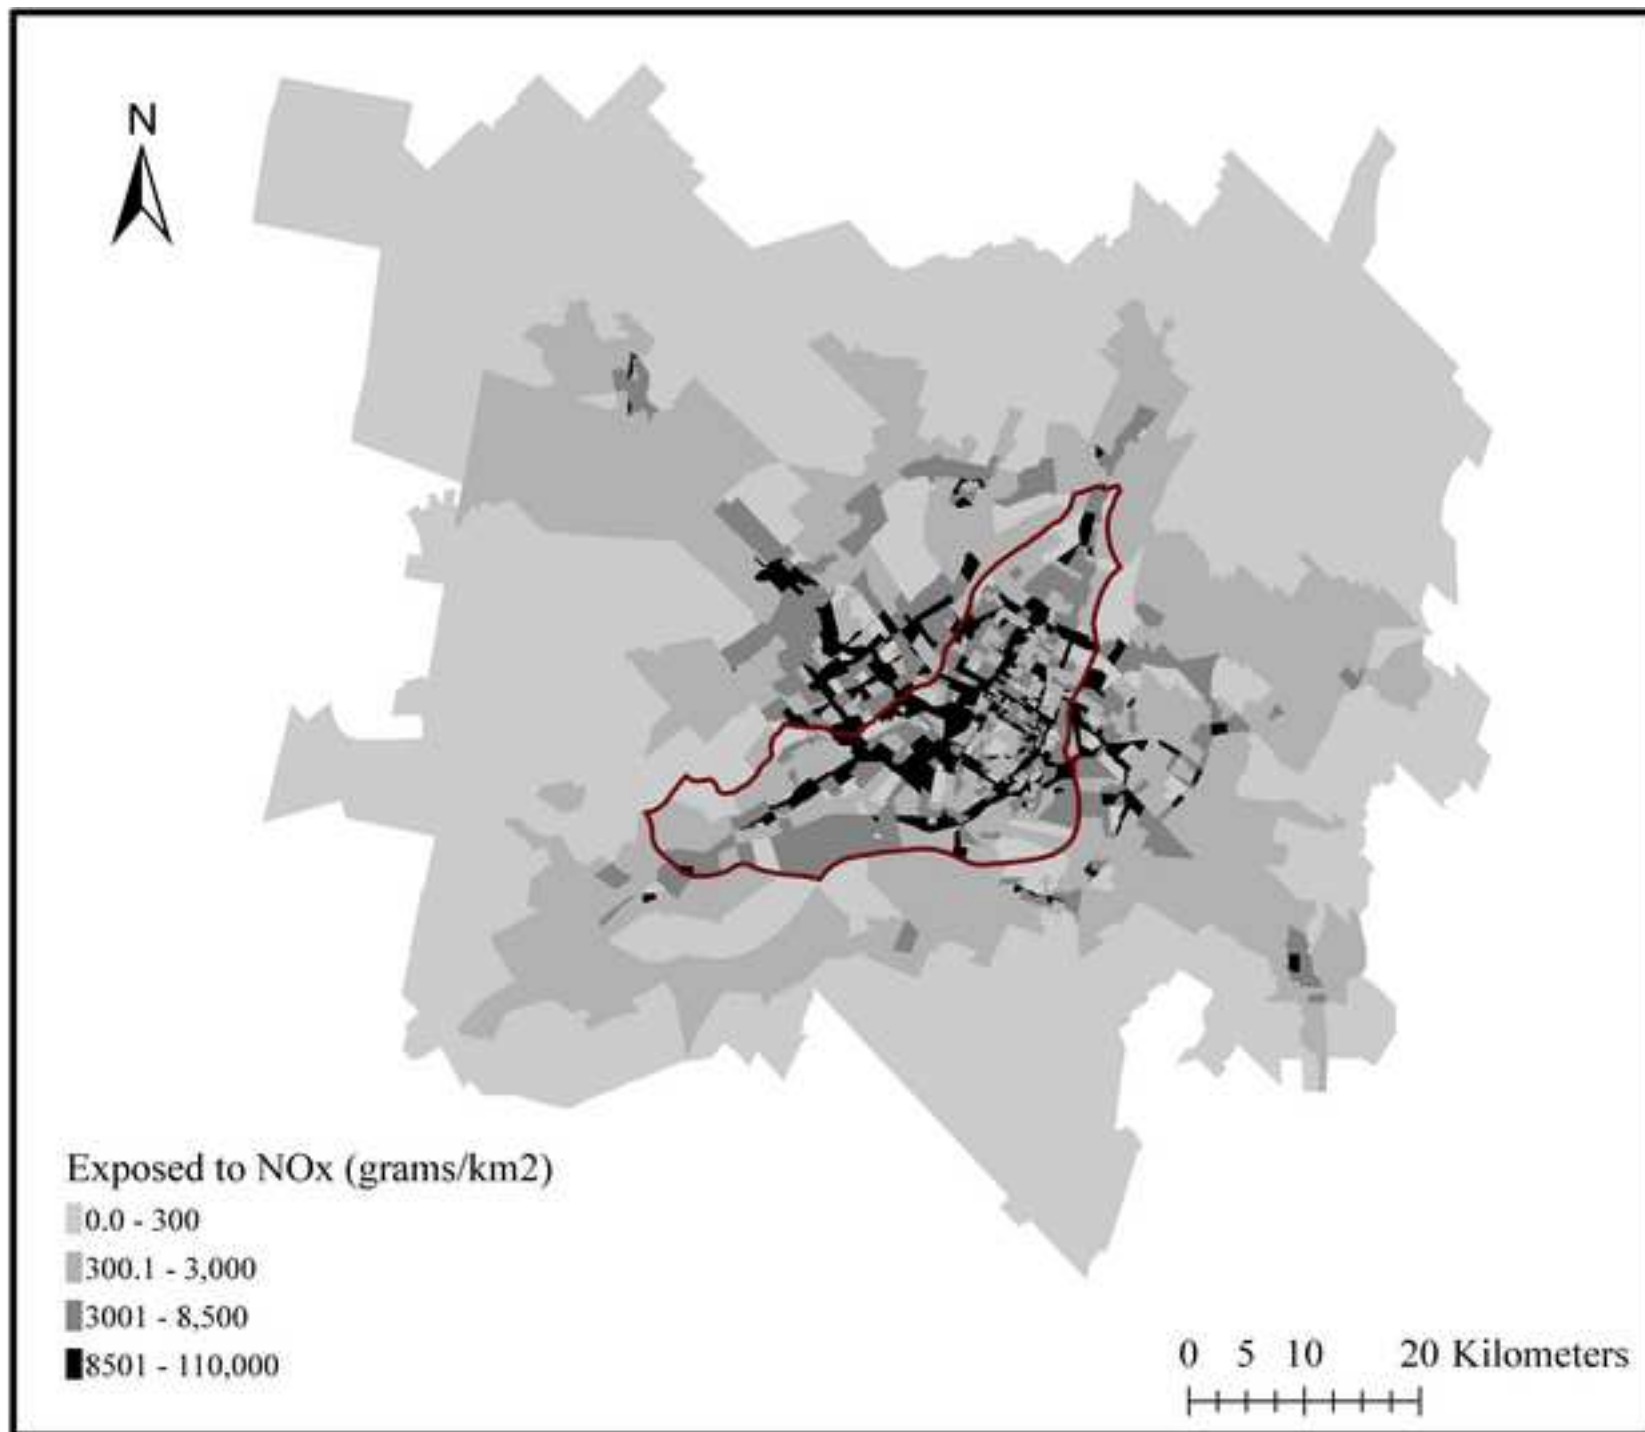 N
Exposed to NOx (grams/km2)
0.0 - 300
300.1 - 3,000
3001 - 8,500
8501 - 110,000
0 5 10 20 Kilometers